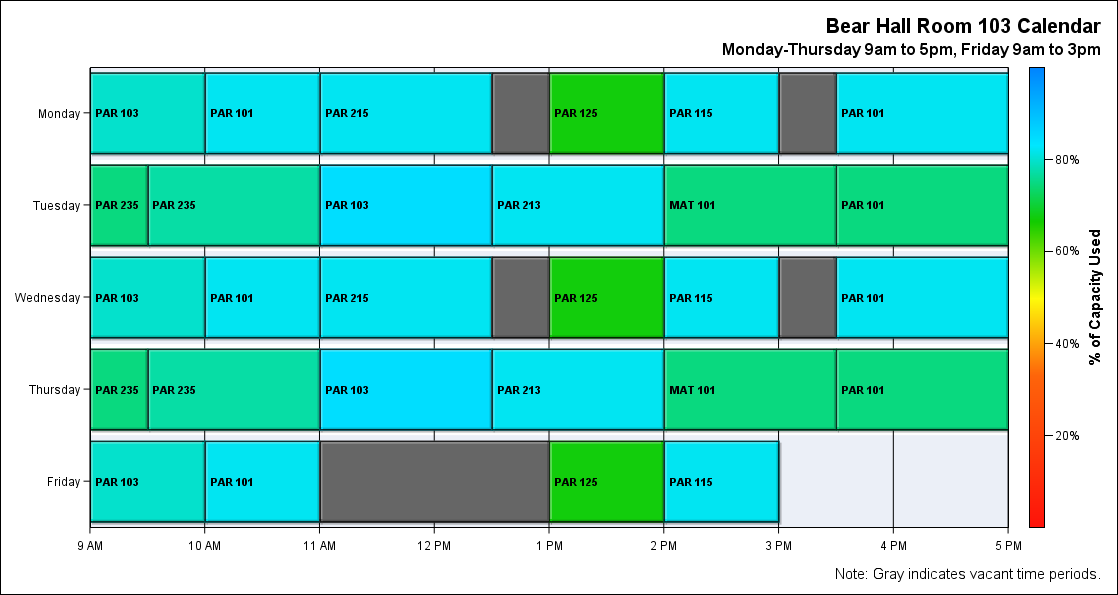 Bear Hall Room 103 Calendar
Monday-Thursday 9am to 5pm, Friday 9am to 3pm
Monday
PAR 103
PAR 101
PAR 215
PAR 125
PAR 115
PAR 101
Tuesday
PAR 235
PAR 235
PAR 103
PAR 213
MAT 101
PAR 101
Wednesday
PAR 103
PAR 101
PAR 215
PAR 125
PAR 115
PAR 101
Thursday
PAR 235
PAR 235
PAR 103
PAR 213
MAT 101
PAR 101
Friday
PAR 103
PAR 101
PAR 125
PAR 115
9 AM
10 AM
11 AM
12 PM
1 PM
2 PM
3 PM
4 PM
5 PM
80%
60%
40%
20%
% of Capacity Used
Note: Gray indicates vacant time periods.